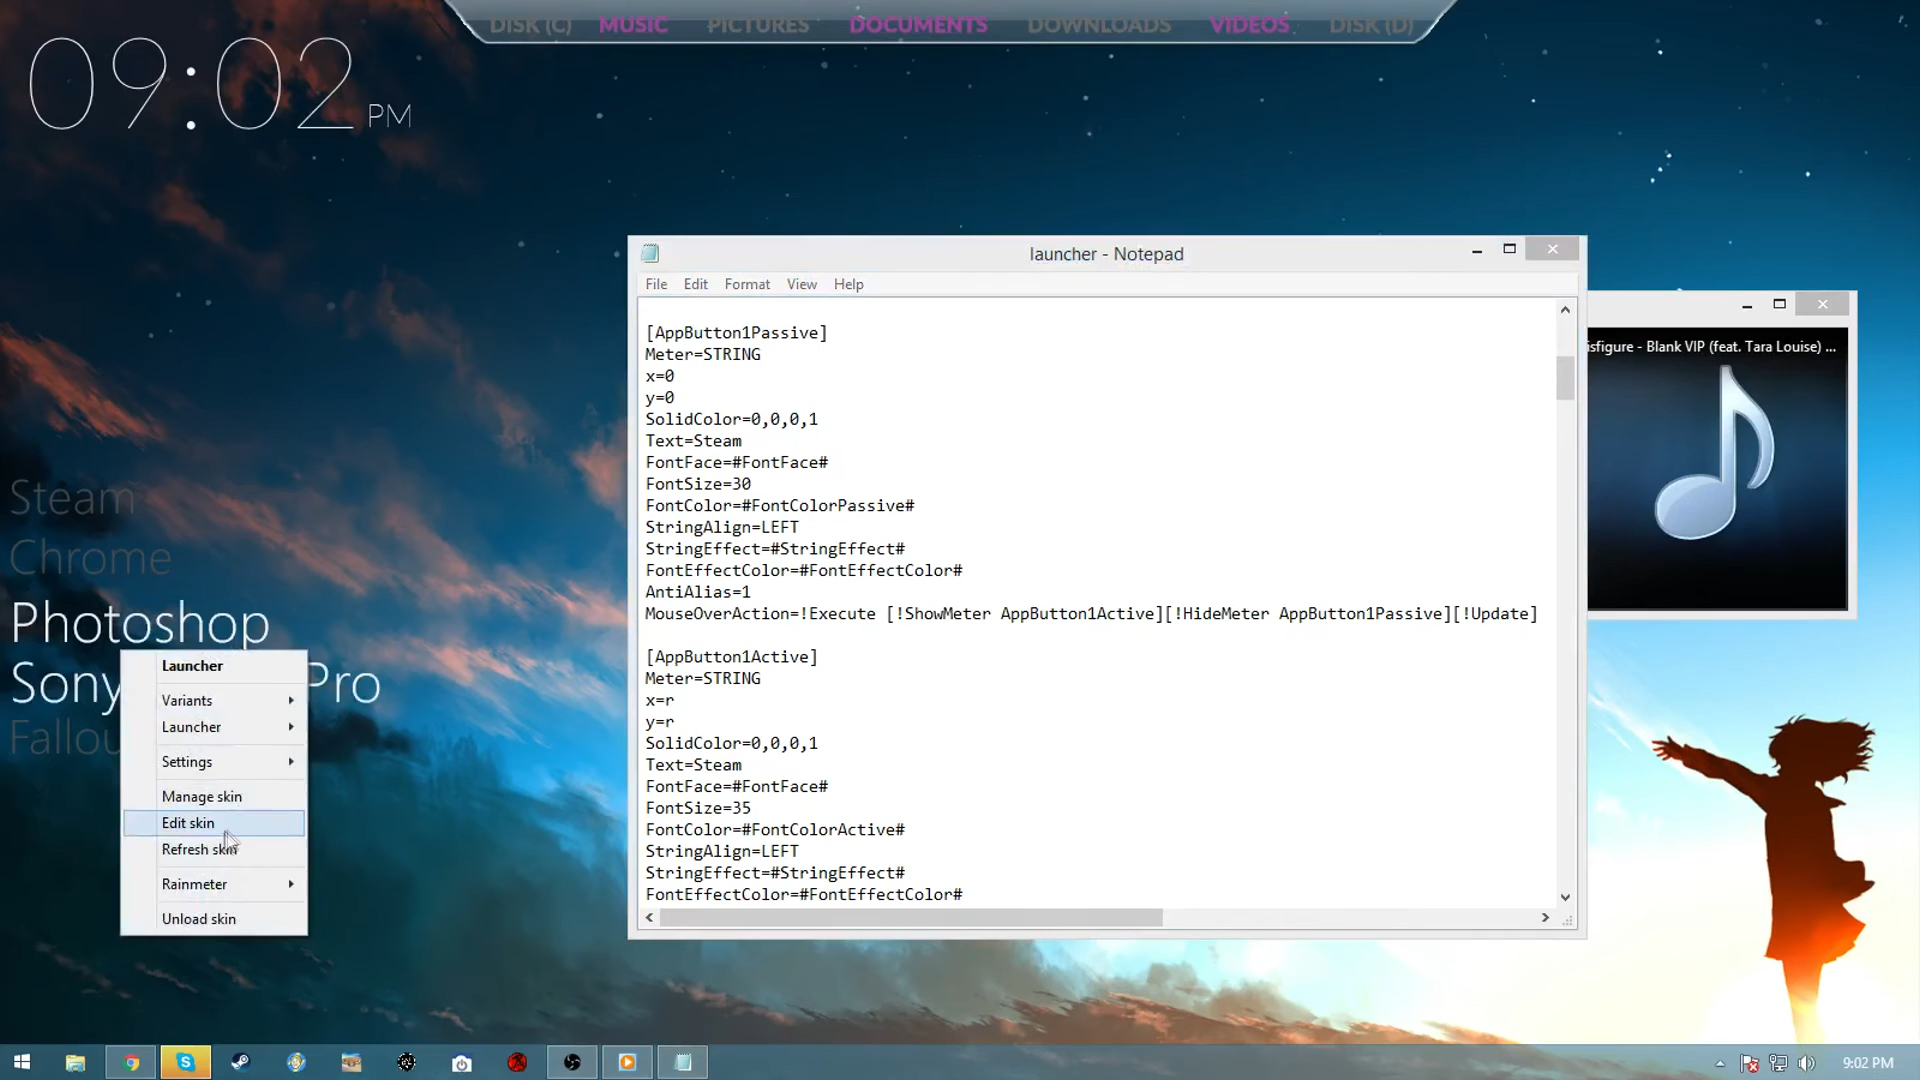 DISK (C) MUSIC PICTURES DOCUMENTS DOWNLOADS VIDEOS DISK (D)
09:02 PM
launcher - Notepad
File Edit Format View Help
[AppButton1Passive]
Meter=STRING
x=0
y=0
SolidColor=0,0,0,1
Text=Steam
FontFace=#FontFace#
FontSize=30
FontColor=#FontColorPassive#
StringAlign=LEFT
StringEffect=#StringEffect#
FontEffectColor=#FontEffectColor#
AntiAlias=1
MouseOverAction=!Execute [!ShowMeter AppButton1Active][!HideMeter AppButton1Passive][!Update]
[AppButton1Active]
Meter=STRING
x=r
y=r
SolidColor=0,0,0,1
Text=Steam
FontFace=#FontFace#
FontSize=35
FontColor=#FontColorActive#
StringAlign=LEFT
StringEffect=#StringEffect#
FontEffectColor=#FontEffectColor#
isfigure - Blank VIP (feat. Tara Louise) ...
Steam
Chrome
Photoshop
Sony Pro
Fallou
Launcher
Variants
Launcher
Settings
Manage skin
Edit skin
Refresh skin
Rainmeter
Unload skin
9:02 PM